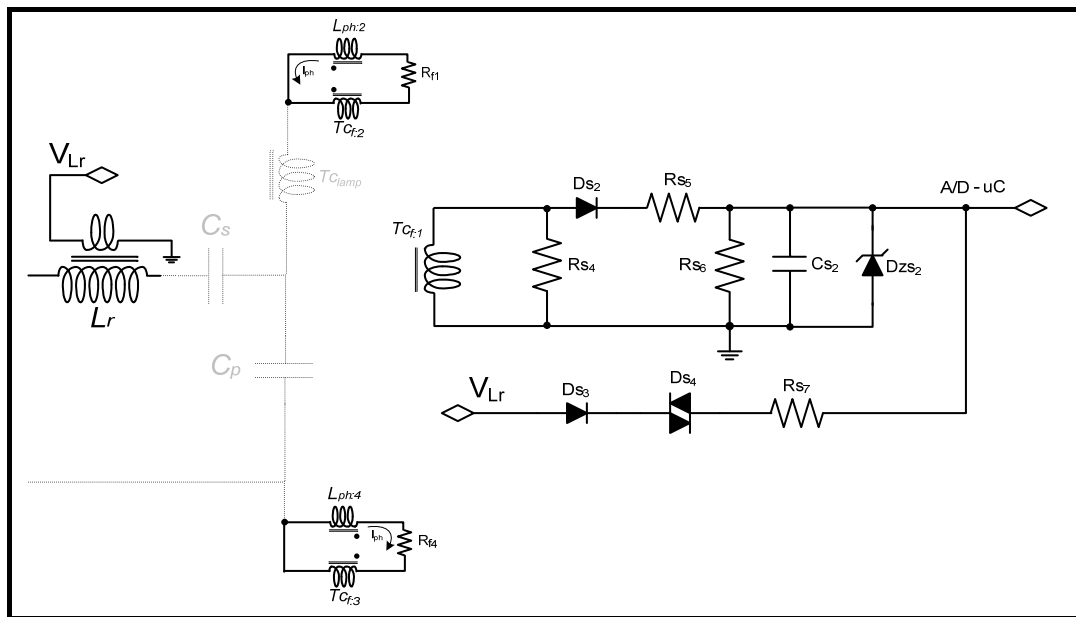 Lph:2
Iph
Rf1
Tcf:2
VLr
Tclamp
Cs
Lr
Cp
Lph:4
Iph
Rf4
Tcf:3
Tcf:1
Rs4
Ds2
Rs5
Rs6
Cs2
Dzs2
A/D - uC
VLr
Ds3
Ds4
Rs7